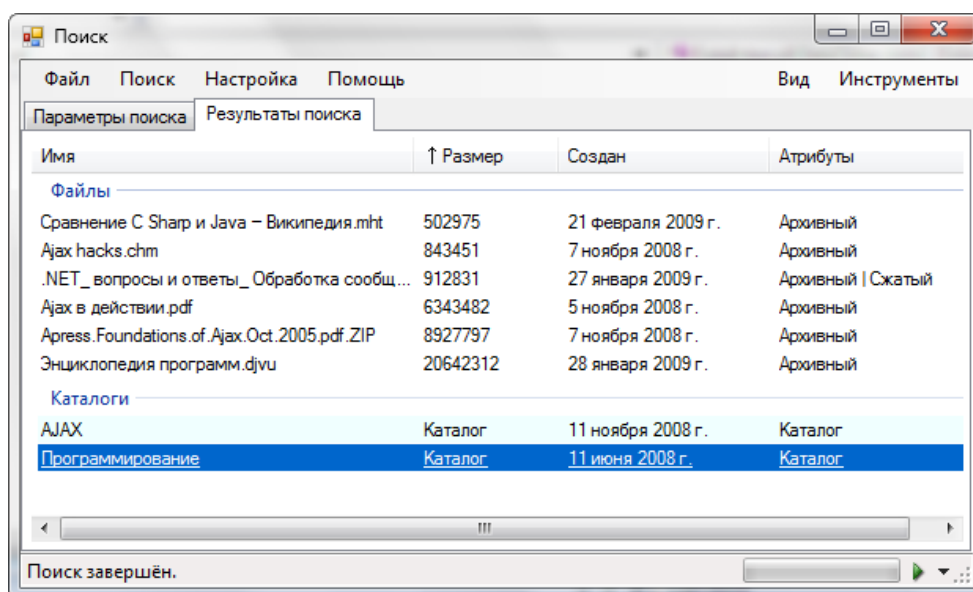 Поиск
Файл Поиск Настройка Помощь Вид Инструменты
Параметры поиска Результаты поиска
Имя ↑ Размер Создан Атрибуты
Файлы
Сравнение C Sharp и Java — Википедия.mht 502975 21 февраля 2009 г. Архивный
Ajax hacks.chm 843451 7 ноября 2008 г. Архивный
.NET_ вопросы и ответы_ Обработка сообщ... 912831 27 января 2009 г. Архивный | Сжатый
Ajax в действии.pdf 6343482 5 ноября 2008 г. Архивный
Apress.Foundations.of.Ajax.Oct.2005.pdf.ZIP 8927797 7 ноября 2008 г. Архивный
Энциклопедия программ.djvu 20642312 28 января 2009 г. Архивный
Каталоги
AJAX Каталог 11 ноября 2008 г. Каталог
Программирование Каталог 11 июня 2008 г. Каталог
Поиск завершён.